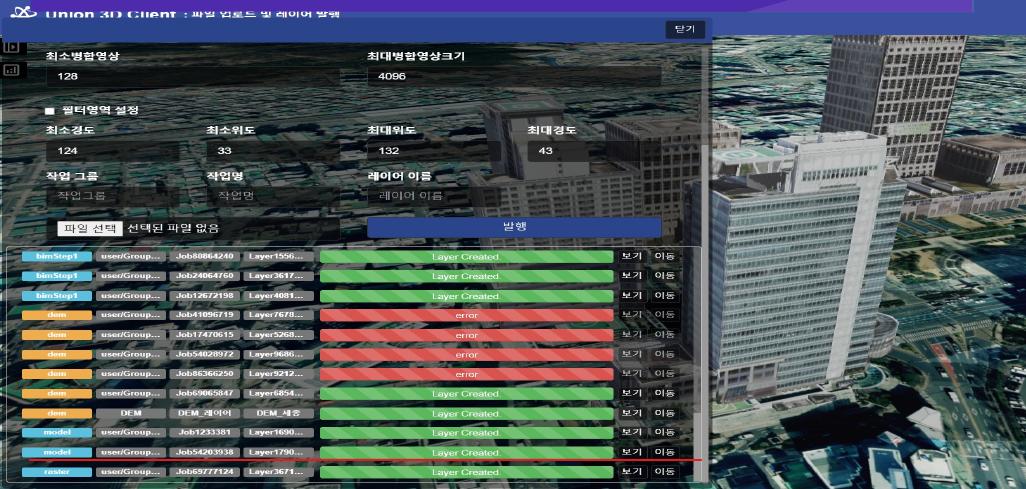 Union 3D Client : 파일 업로드 및 레이어 발행
닫기
최소병합영상 최대병합영상크기
128 4096
필터영역 설정
최소경도 최소위도 최대위도 최대경도
124 33 132 43
작업 그룹 작업명 레이어 이름
작업그룹 작업명 레이어 이름
파일 선택 선택된 파일 없음 발행
bimStep1 user/Group... Job80864240 Layer1556... Layer Created. 보기 이동
bimStep1 user/Group... Job24064760 Layer3617... Layer Created. 보기 이동
bimStep1 user/Group... Job12672198 Layer4081... Layer Created. 보기 이동
dem user/Group... Job41096719 Layer7678... error 보기 이동
dem user/Group... Job17470615 Layer5268... error 보기 이동
dem user/Group... Job54028972 Layer9686... error 보기 이동
dem user/Group... Job86366250 Layer9212... error 보기 이동
dem user/Group... Job69065847 Layer6854... Layer Created. 보기 이동
dem DEM DEM_레이어 DEM_세종 Layer Created. 보기 이동
model user/Group... Job1233381 Layer1690... Layer Created. 보기 이동
model user/Group... Job54203938 Layer1790... Layer Created. 보기 이동
raster user/Group... Job69777124 Layer3671... Layer Created. 보기 이동